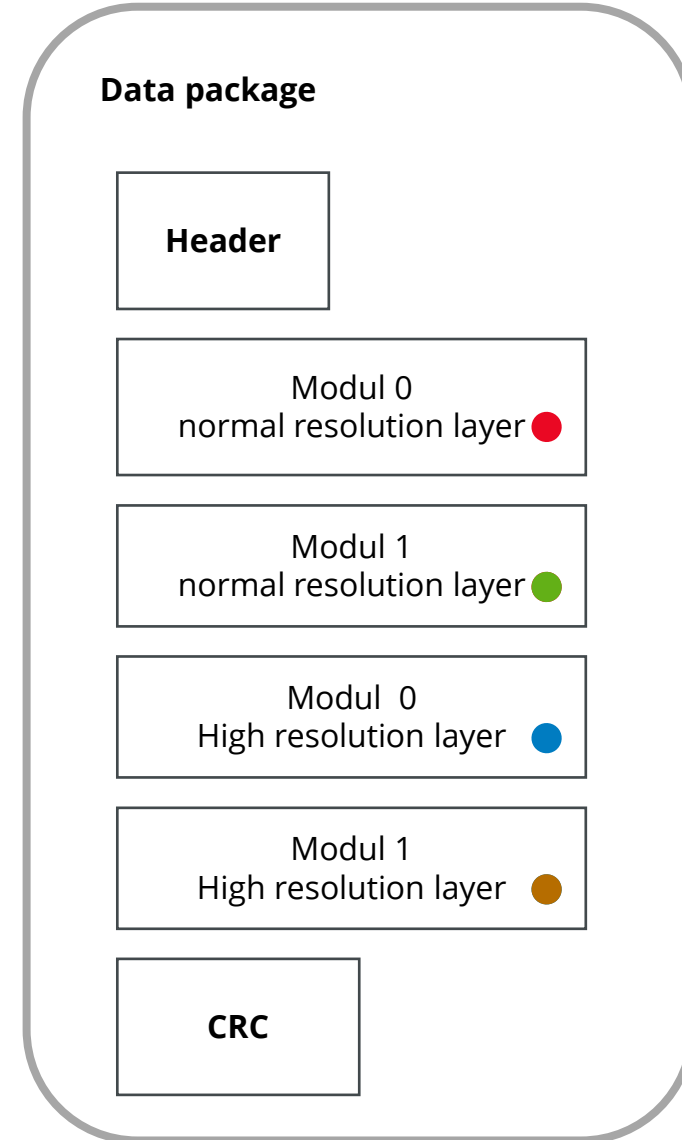 Data package
Header
Modul 0
normal resolution layer
Modul 1
normal resolution layer
Modul  0
High resolution layer
Modul 1
High resolution layer
CRC